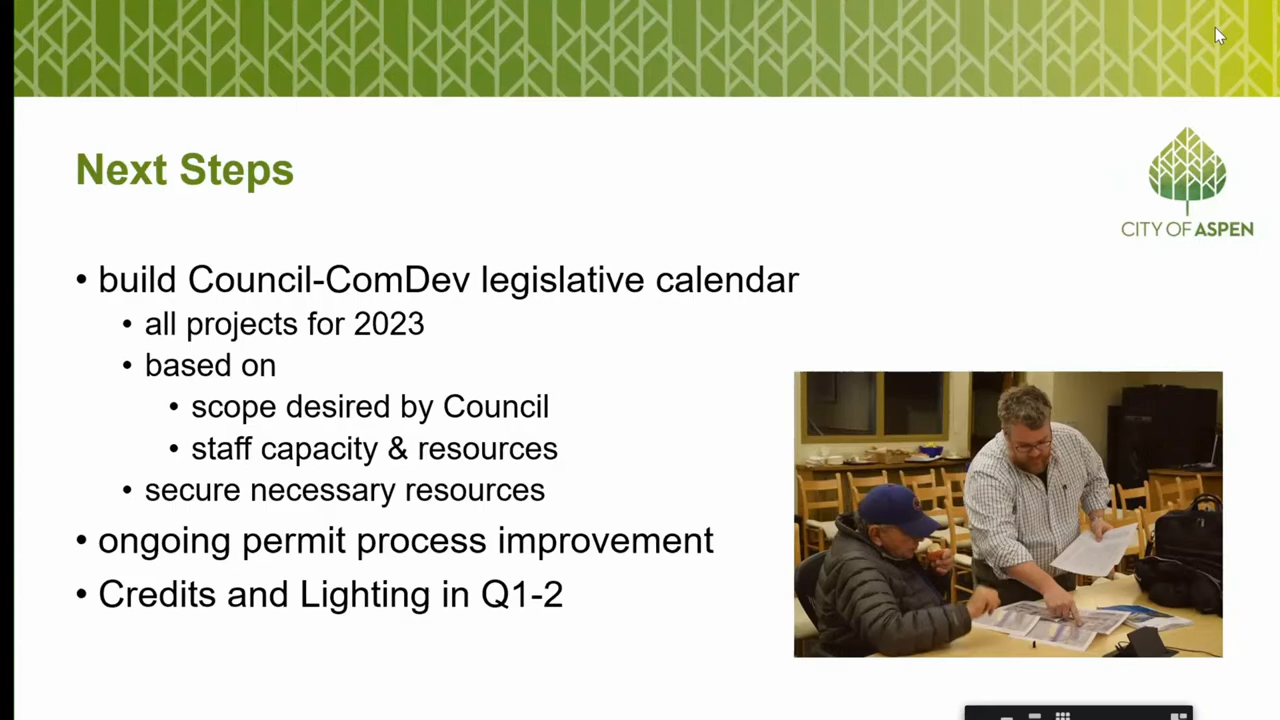 Next Steps
CITY OF ASPEN
• build Council-ComDev legislative calendar
• all projects for 2023
• based on
• scope desired by Council
• staff capacity & resources
• secure necessary resources
• ongoing permit process improvement
• Credits and Lighting in Q1-2